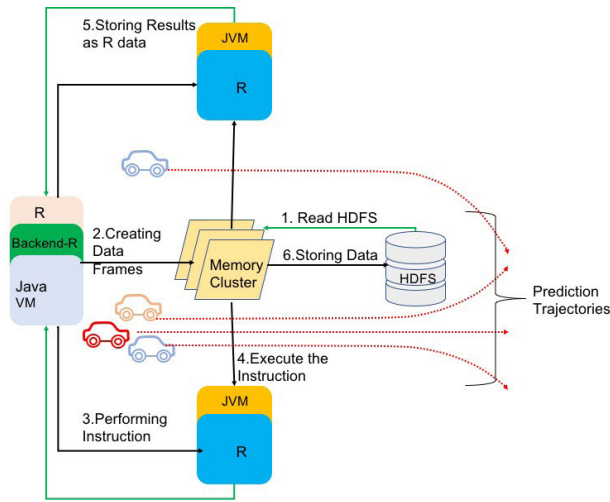 5.Storing Results
as R data
JVM
R
R
Backend-R
Java
VM
2.Creating
Data
Frames
1. Read HDFS
6.Storing Data
Memory
Cluster
HDFS
Prediction
Trajectories
4.Execute the
Instruction
3.Performing
Instruction
JVM
R